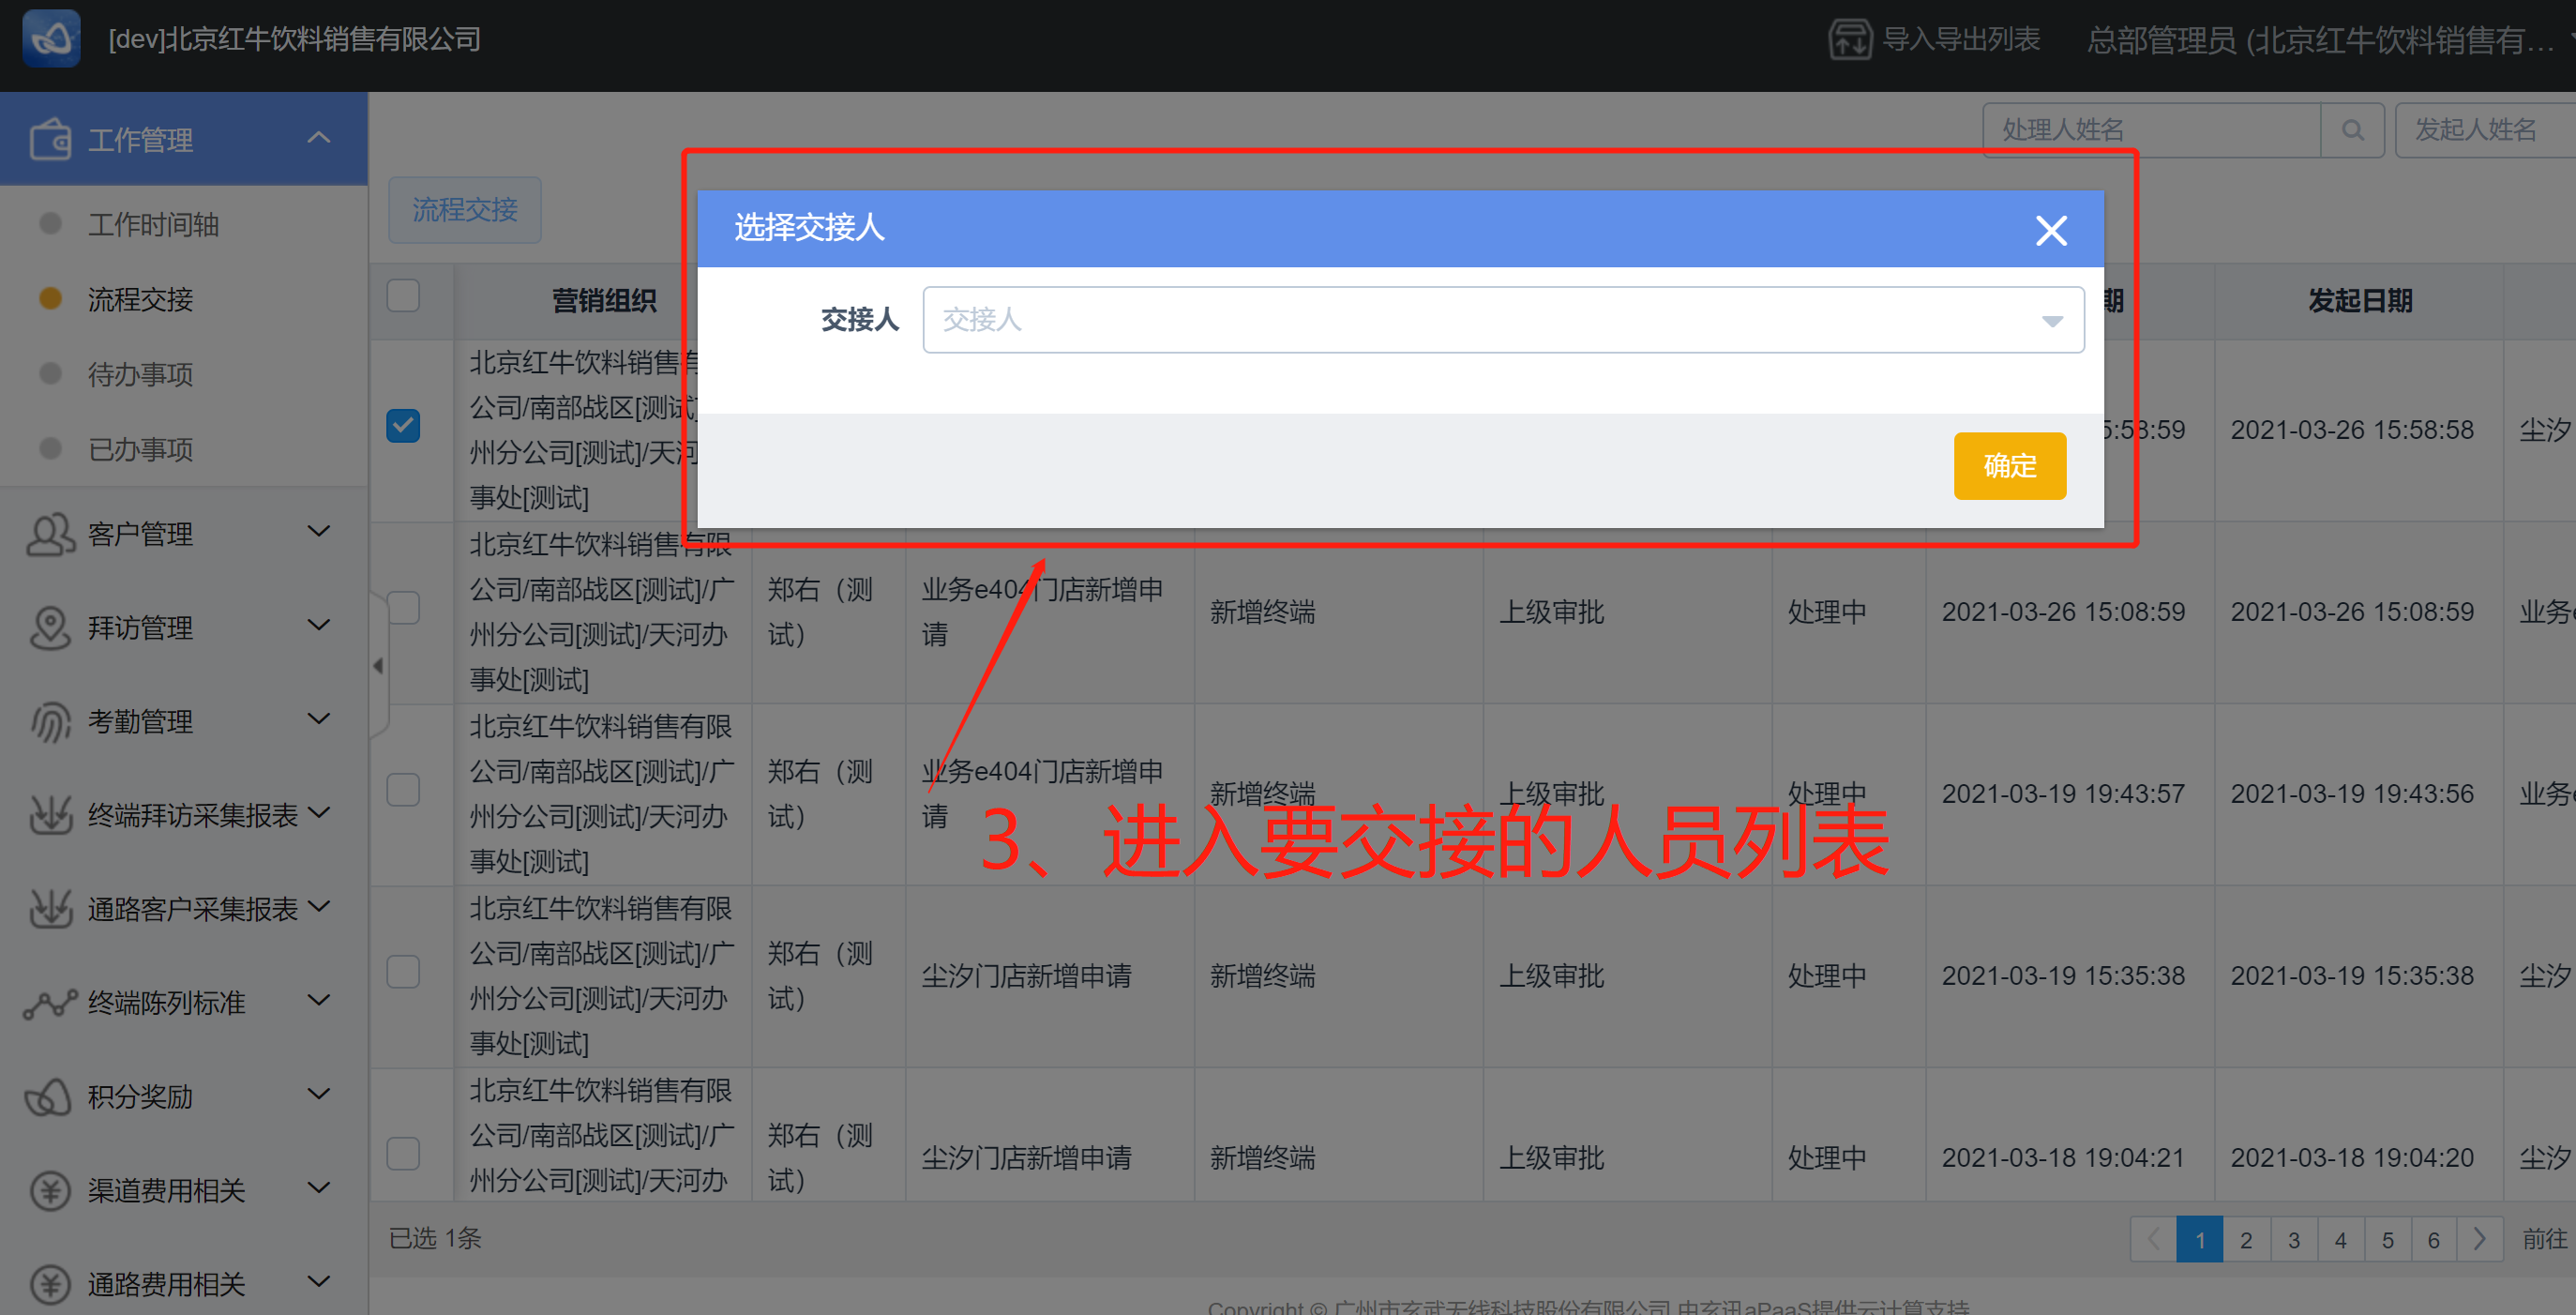 [dev]北京红牛饮料销售有限公司
导入导出列表
总部管理员 (北京红牛饮料销售有...
工作管理
工作时间轴
流程交接
待办事项
已办事项
客户管理
拜访管理
考勤管理
终端拜访采集报表
通路客户采集报表
终端陈列标准
积分奖励
渠道费用相关
通路费用相关
处理人姓名
发起人姓名
流程交接
选择交接人
交接人
交接人
确定
营销组织
期
发起日期
北京红牛饮料销售有
公司/南部战区[测试]
州分公司[测试]/天河
事处[测试]
5:58:59
2021-03-26 15:58:58
尘汐
北京红牛饮料销售有限
公司/南部战区[测试]/广
州分公司[测试]/天河办
事处[测试]
郑右（测
试）
业务e404门店新增申
请
新增终端
上级审批
处理中
2021-03-26 15:08:59
2021-03-26 15:08:59
业务
北京红牛饮料销售有限
公司/南部战区[测试]/广
州分公司[测试]/天河办
事处[测试]
郑右（测
试）
业务e404门店新增申
请
新增终端
上级审批
处理中
2021-03-19 19:43:57
2021-03-19 19:43:56
业务
3、进入要交接的人员列表
北京红牛饮料销售有限
公司/南部战区[测试]/广
州分公司[测试]/天河办
事处[测试]
郑右（测
试）
尘汐门店新增申请
新增终端
上级审批
处理中
2021-03-19 15:35:38
2021-03-19 15:35:38
尘汐
北京红牛饮料销售有限
公司/南部战区[测试]/广
州分公司[测试]/天河办
郑右（测
试）
尘汐门店新增申请
新增终端
上级审批
处理中
2021-03-18 19:04:21
2021-03-18 19:04:20
尘汐
已选 1条
1 2 3 4 5 6
前往
Copyright © 广州市玄武无线科技股份有限公司 由玄讯aPaaS提供云计算支持